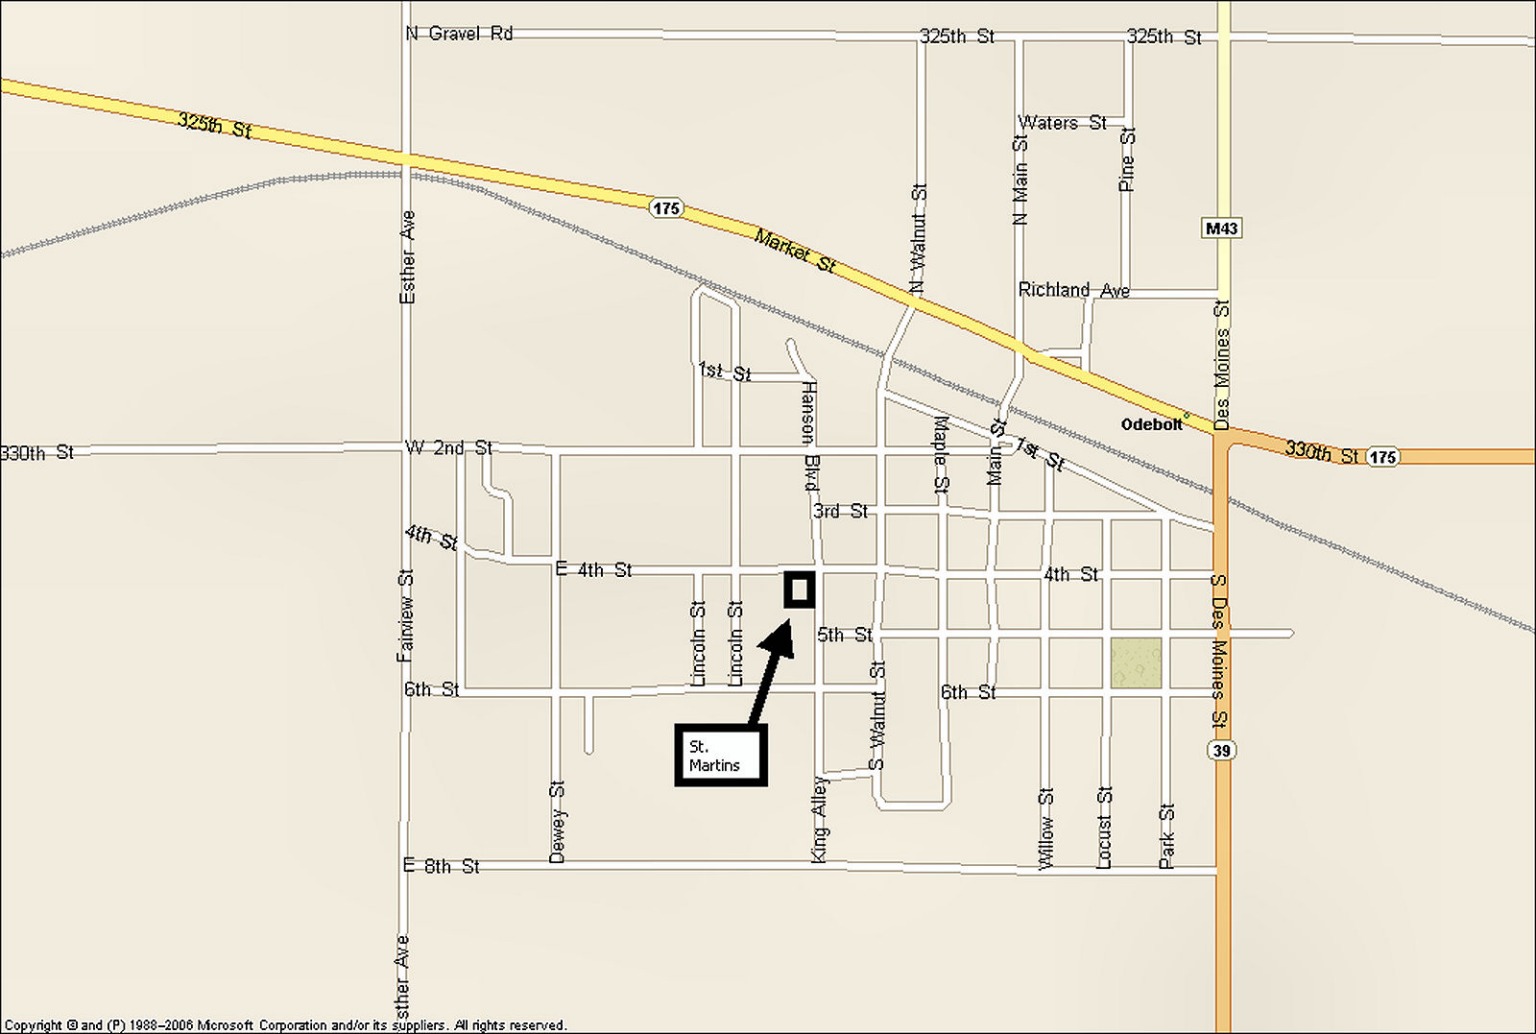 N Gravel Rd
325th St
325th St
325th St
Waters St
N Main St
Pine St
175
N Walnut St
Esther Ave
Market St
M43
Richland Ave
1st St
Hanson Blvd
Des Moines St
Odebolt
330th St
W 2nd St
Maple St
Main St
1st St
330th St
175
3rd St
4th St
E 4th St
4th St
Fairview St
Lincoln St
Lincoln St
5th St
S Des Moines St
6th St
S Walnut St
6th St
St.
Martins
39
Dewey St
King Alley
Willow St
Locust St
Park St
E 8th St
sther Ave
Copyright © and (P) 1988–2006 Microsoft Corporation and/or its suppliers. All rights reserved.